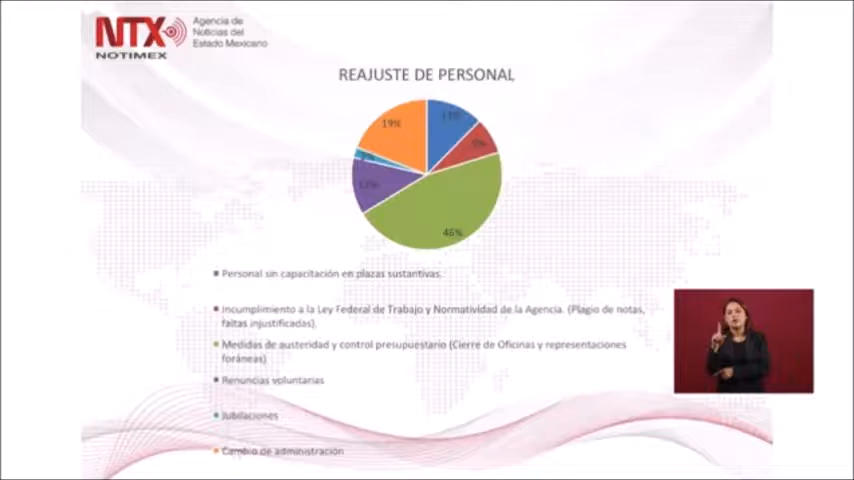 NTX
NOTIMEX
Agencia de
Noticias del
Estado Mexicano
REAJUSTE DE PERSONAL
19%
46%
Personal sin capacitación en plazas sustantivas.
Incumplimiento a la Ley Federal de Trabajo y Normatividad de la Agencia. (Plagio de notas,
faltas injustificadas).
Medidas de austeridad y control presupuestario (Cierre de Oficinas y representaciones
foráneas)
Renuncias voluntarias
Jubilaciones
Cambio de administración